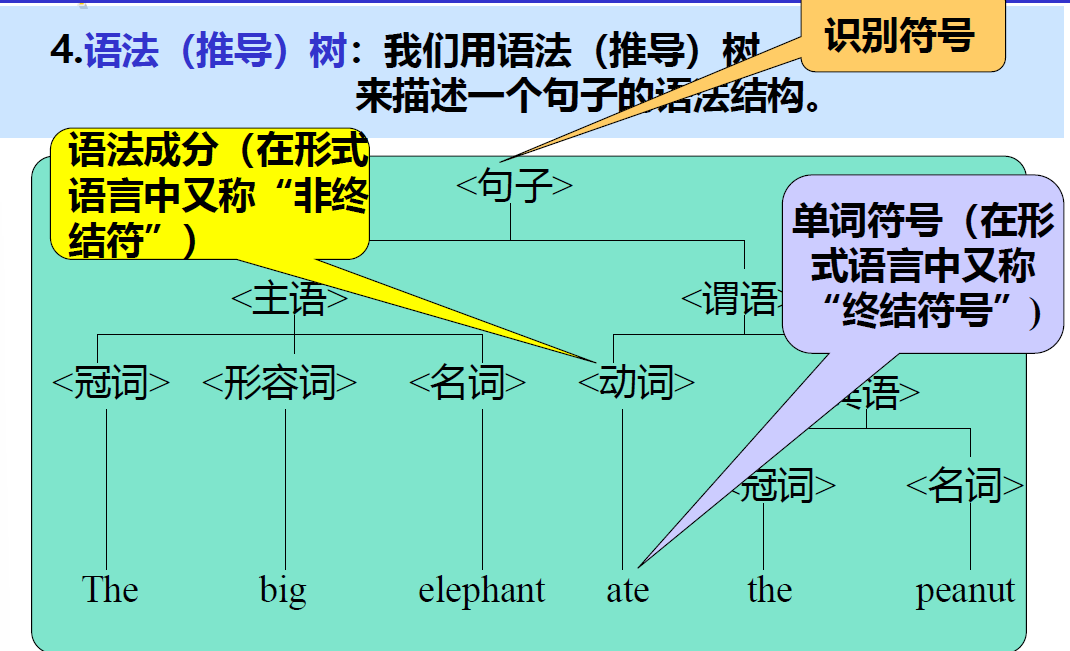 4.语法（推导）树：我们用语法（推导）树
来描述一个句子的语法结构。
识别符号
语法成分（在形式
语言中又称“非终
结符”）
<句子>
单词符号（在形
式语言中又称
“终结符号”)
<主语>
<谓语>
<冠词> <形容词> <名词> <动词>
宾语>
<冠词> <名词>
The big elephant ate the peanut